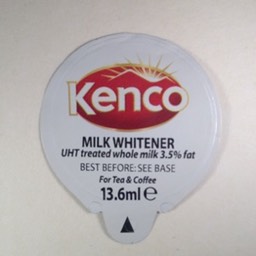 Kenco
MILK WHITENER
UHT treated whole milk 3.5% fat
BEST BEFORE: SEE BASE
For Tea & Coffee
13.6ml ℮